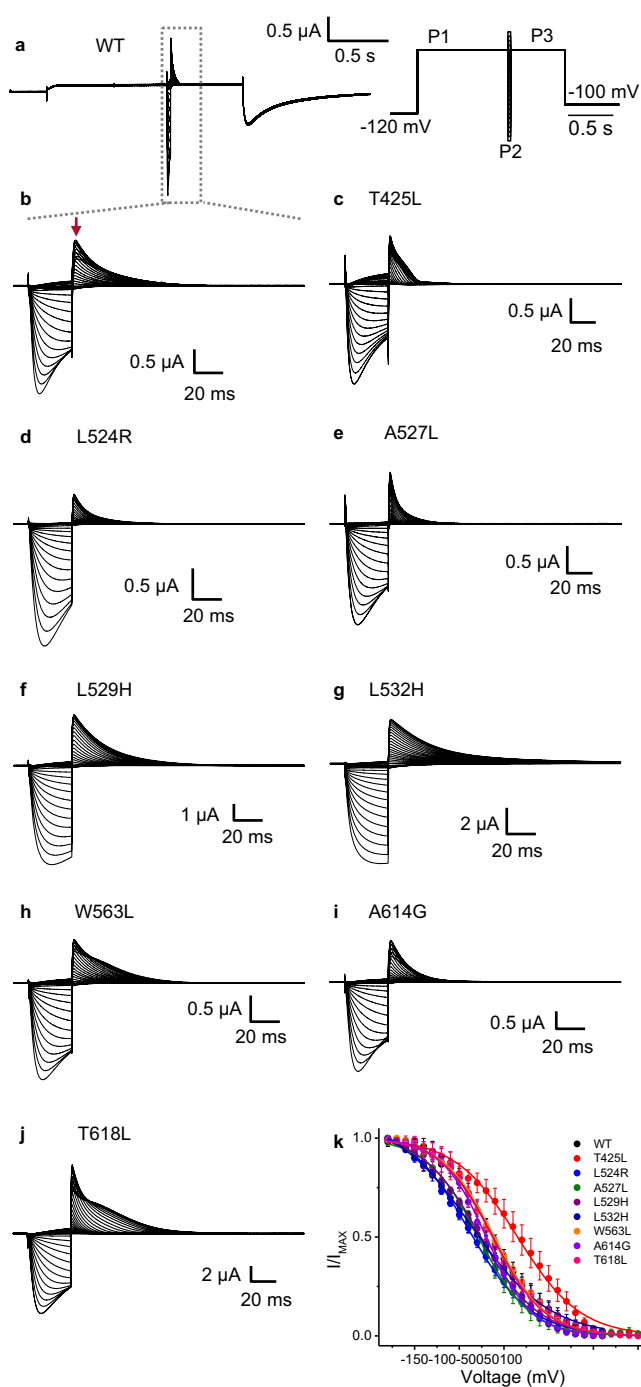 a
WT
0.5 µA
0.5 s
P1
P3
-100 mV
-120 mV
0.5 s
P2
b
c
T425L
0.5 µA
20 ms
0.5 µA
20 ms
d
L524R
e
A527L
0.5 µA
20 ms
0.5 µA
20 ms
f
L529H
g
L532H
1 µA
20 ms
2 µA
20 ms
h
W563L
i
A614G
0.5 µA
20 ms
0.5 µA
20 ms
j
T618L
2 µA
20 ms
k
1.0
0.5
0.0
I/IMAX
WT
T425L
L524R
A527L
L529H
L532H
W563L
A614G
T618L
-150-100-50050100
Voltage (mV)